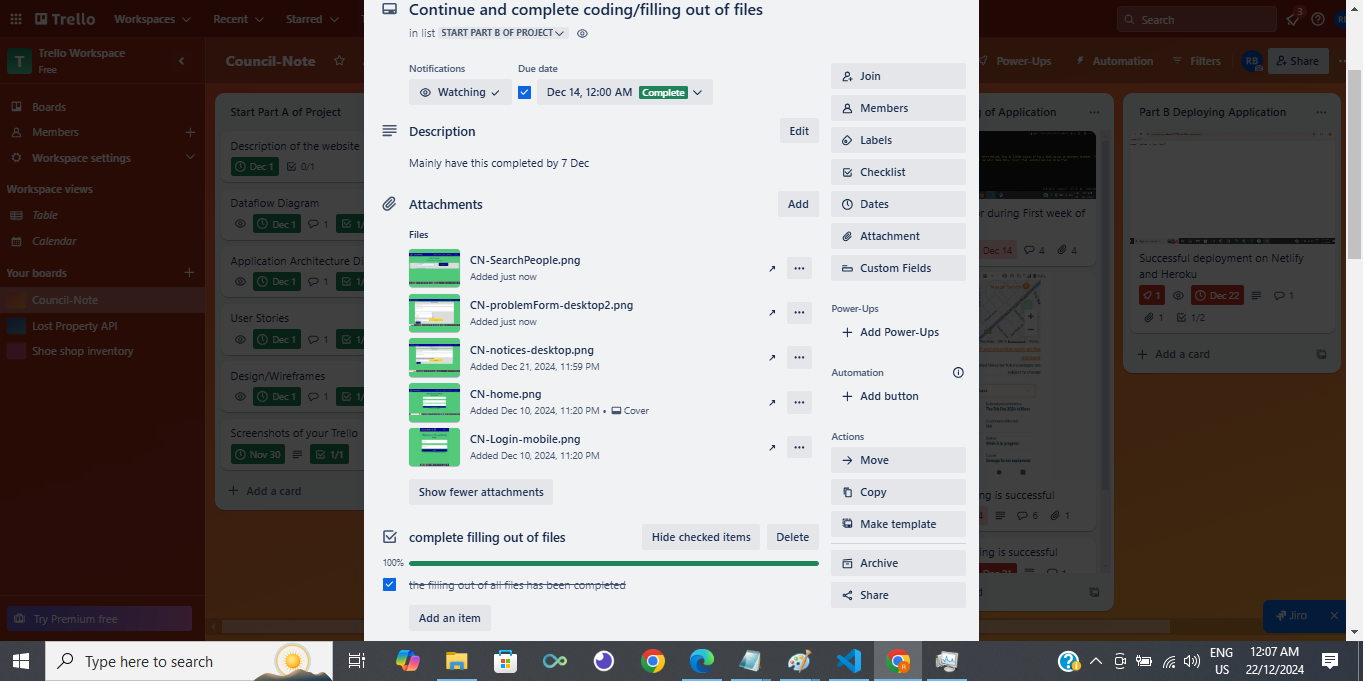 Trello
Workspaces
Recent
Starred
Search
3
Trello Workspace
Free
Boards
Members
Workspace settings
Workspace views
Table
Calendar
Your boards
Council-Note
Lost Property API
Shoe shop inventory
Try Premium free
Council-Note
Power-Ups
Automation
Filters
RB
Share
Start Part A of Project
Description of the website
Dec 1 0/1
Dataflow Diagram
Dec 1 1
Application Architecture Di
Dec 1 1
User Stories
Dec 1 1
Design/Wireframes
Dec 1 1
Screenshots of your Trello
Nov 30 1/1
Add a card
Continue and complete coding/filling out of files
in list START PART B OF PROJECT
Notifications
Watching
Due date
Dec 14, 12:00 AM Complete
Description
Edit
Mainly have this completed by 7 Dec
Attachments
Add
Files
CN-SearchPeople.png
Added just now
CN-problemForm-desktop2.png
Added just now
CN-notices-desktop.png
Added Dec 21, 2024, 11:59 PM
CN-home.png
Added Dec 10, 2024, 11:20 PM • Cover
CN-Login-mobile.png
Added Dec 10, 2024, 11:20 PM
Show fewer attachments
complete filling out of files
Hide checked items
Delete
100%
the filling out of all files has been completed
Add an item
Join
Members
Labels
Checklist
Dates
Attachment
Custom Fields
Power-Ups
Add Power-Ups
Automation
Add button
Actions
Move
Copy
Make template
Archive
Share
of Application
r during First week of
Dec 14 4 4
ing is successful
6 1
ing is successful
Dec 21
Part B Deploying Application
Successful deployment on Netlify
and Heroku
1 Dec 22 1
1 1/2
Add a card
Jira
Type here to search
ENG
US
12:07 AM
22/12/2024